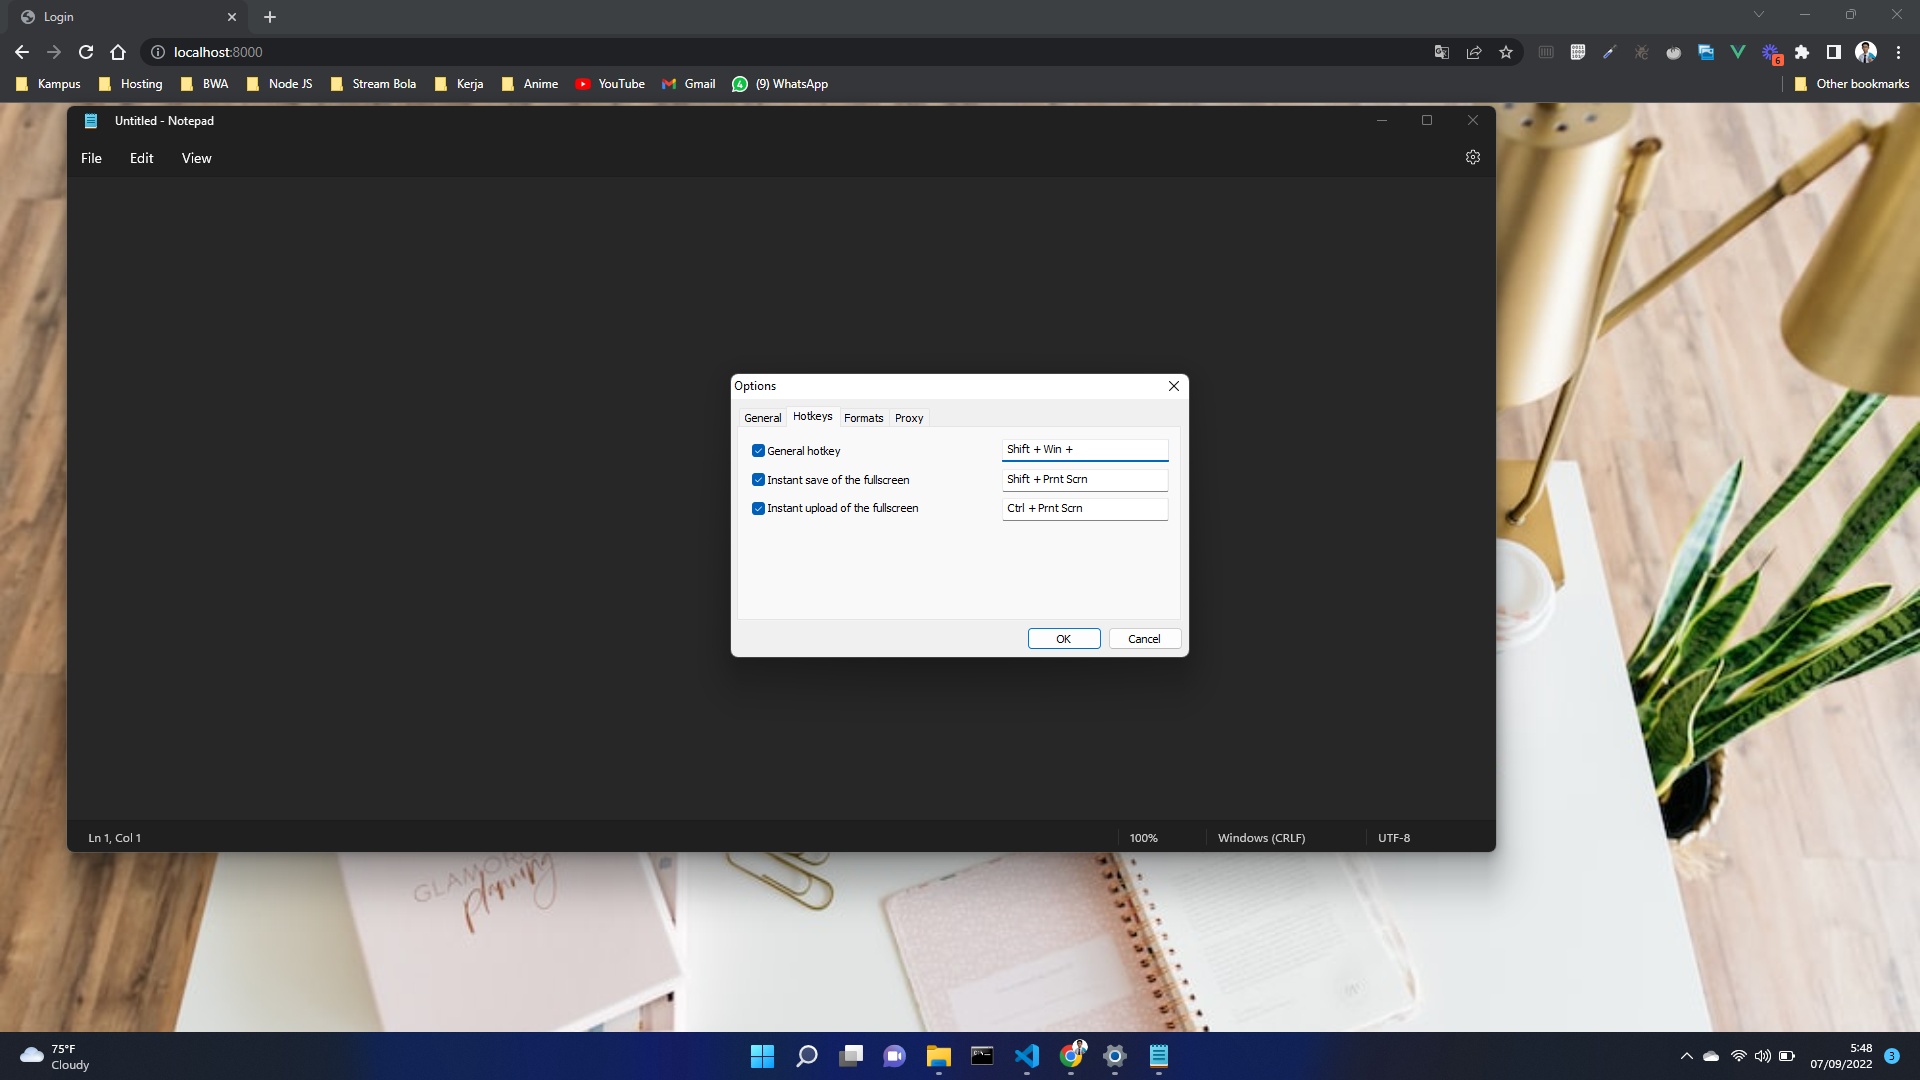 Login
localhost:8000
6
Kampus
Hosting
BWA
Node JS
Stream Bola
Kerja
Anime
YouTube
Gmail
4
(9) WhatsApp
Other bookmarks
Untitled - Notepad
File
Edit
View
Options
General
Hotkeys
Formats
Proxy
General hotkey
Shift + Win +
Instant save of the fullscreen
Shift + Prnt Scrn
Instant upload of the fullscreen
Ctrl + Prnt Scrn
OK
Cancel
Ln 1, Col 1
100%
Windows (CRLF)
UTF-8
planning
75°F
Cloudy
5:48
07/09/2022
3